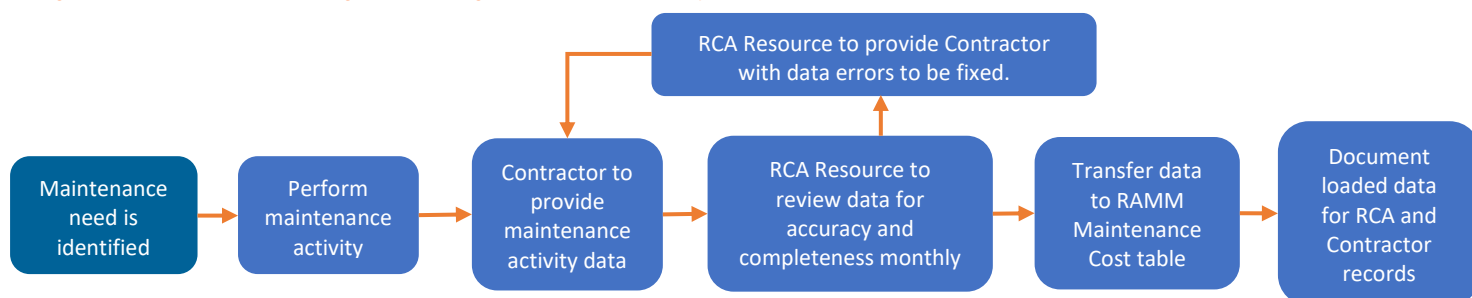 RCA Resource to provide Contractor
with data errors to be fixed.
Maintenance
need is
identified
Perform
maintenance
activity
Contractor to
provide
maintenance
activity data
RCA Resource to
review data for
accuracy and
completeness monthly
Transfer data
to RAMM
Maintenance
Cost table
Document
loaded data
for RCA and
Contractor
records